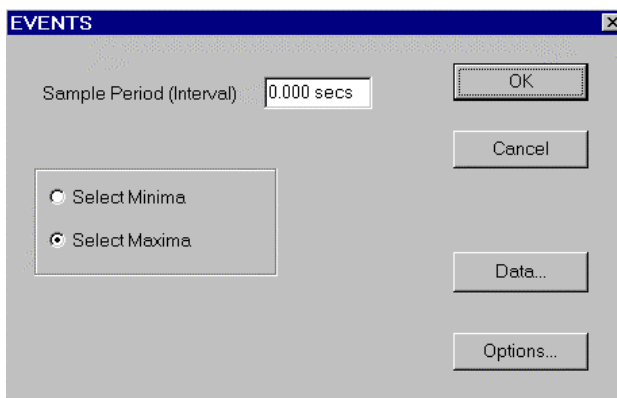 EVENTS
Sample Period (Interval) 0.000 secs
OK
Cancel
Select Minima
Select Maxima
Data...
Options...